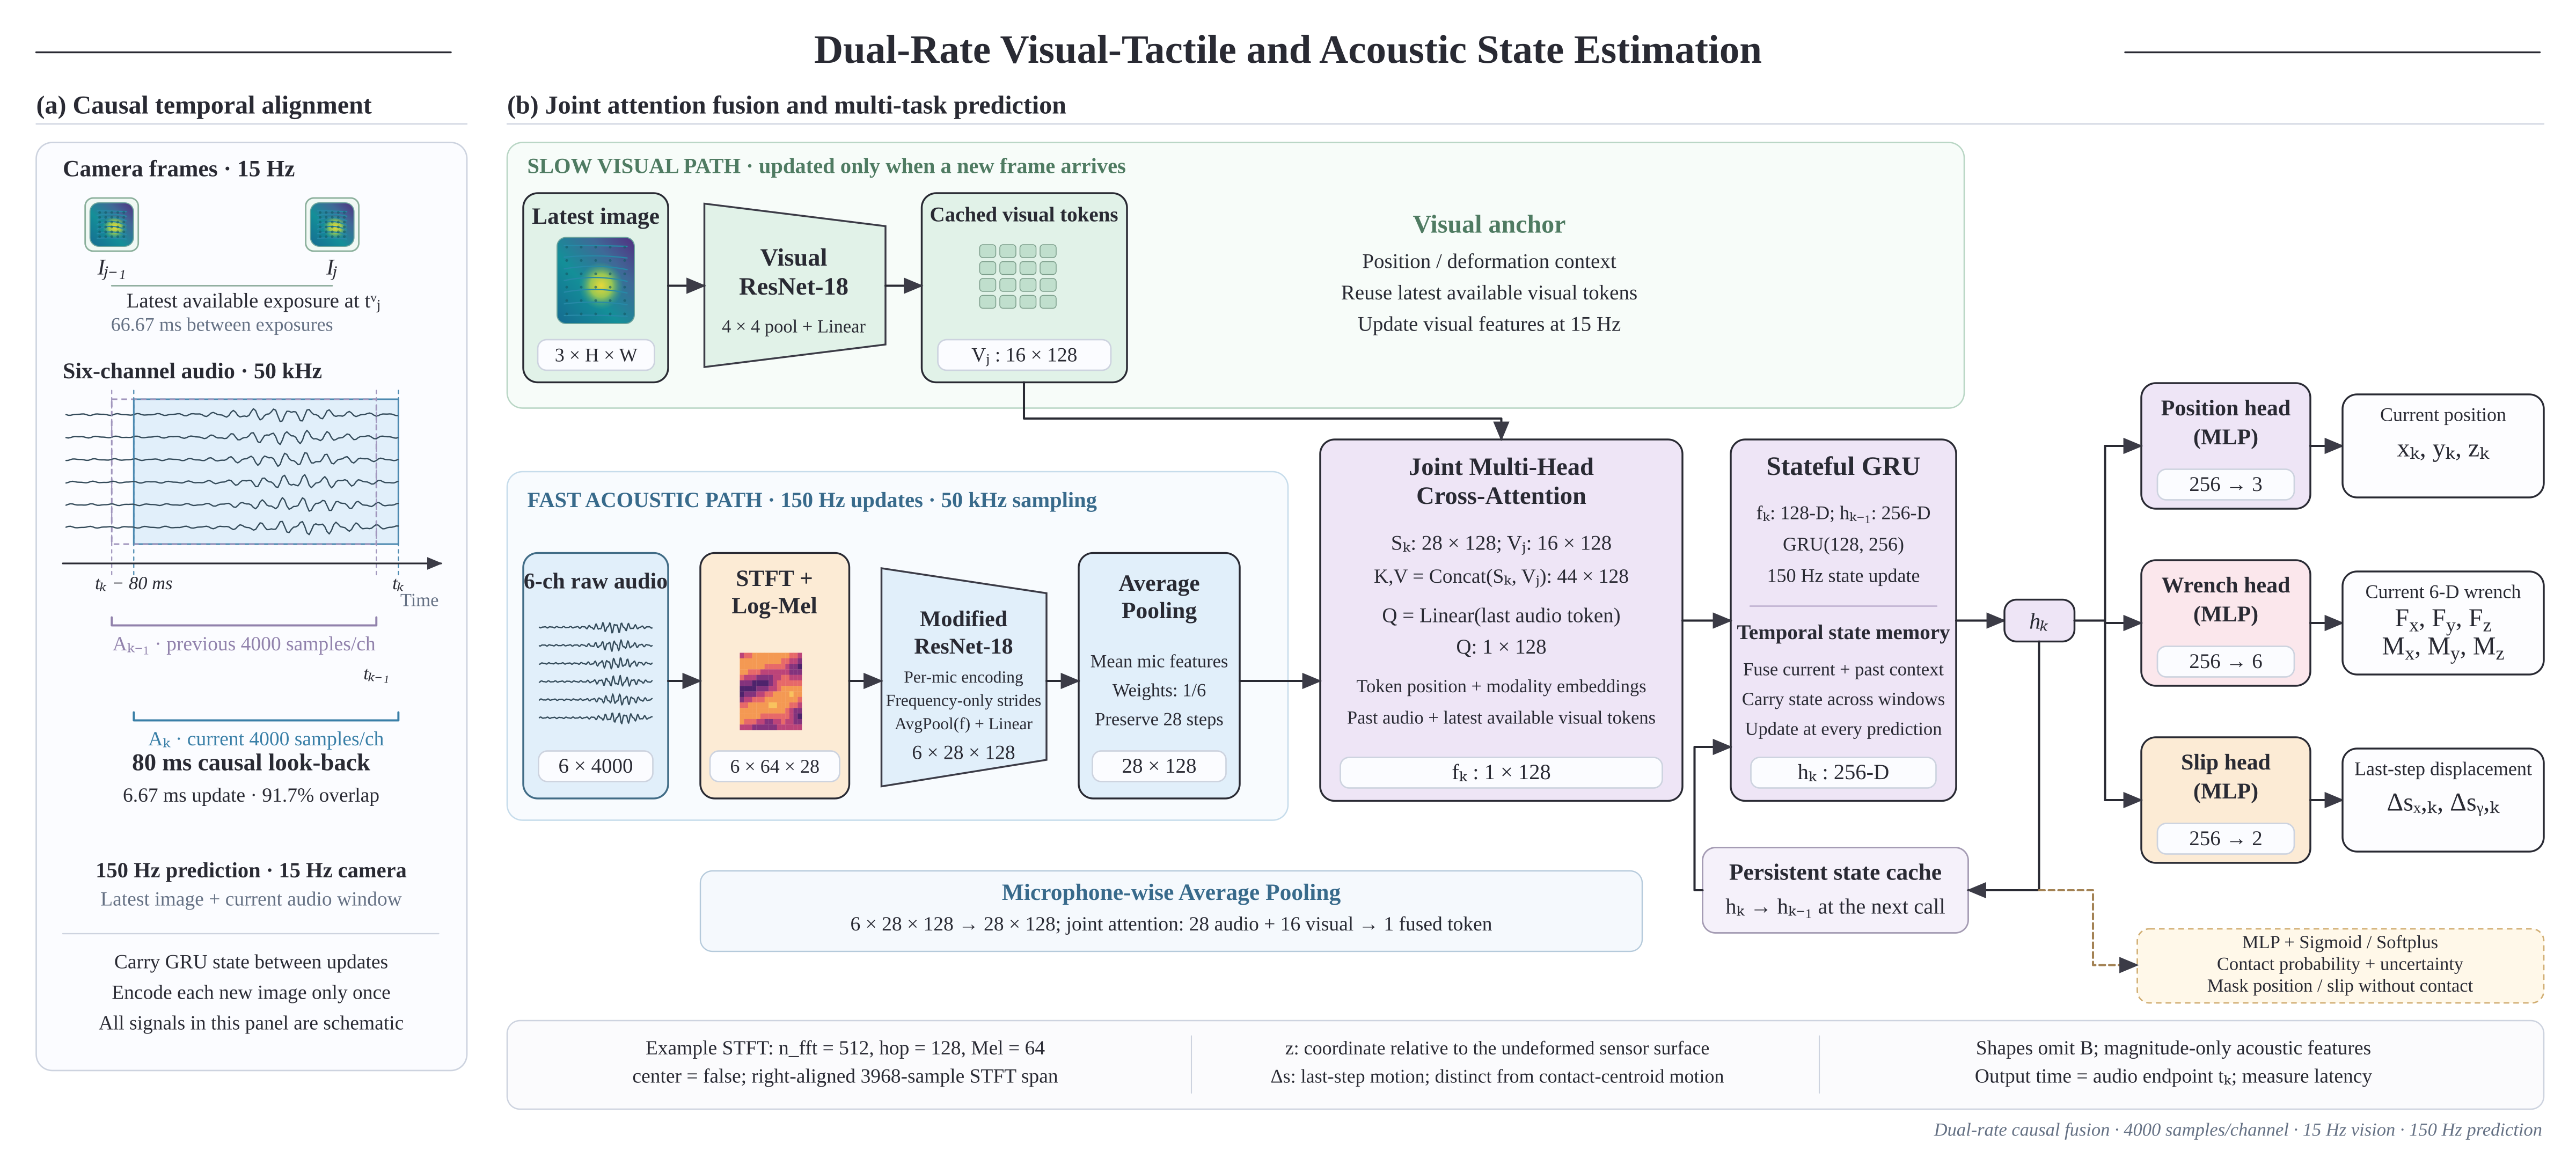 Dual-Rate Visual-Tactile and Acoustic State Estimation
(a) Causal temporal alignment
Camera frames · 15 Hz
Iⱼ₋₁
Iⱼ
Latest available exposure at tᵛⱼ
66.67 ms between exposures
Six-channel audio · 50 kHz
tₖ − 80 ms
tₖ
Time
Aₖ₋₁ · previous 4000 samples/ch
tₖ₋₁
Aₖ · current 4000 samples/ch
80 ms causal look-back
6.67 ms update · 91.7% overlap
150 Hz prediction · 15 Hz camera
Latest image + current audio window
Carry GRU state between updates
Encode each new image only once
All signals in this panel are schematic
(b) Joint attention fusion and multi-task prediction
SLOW VISUAL PATH · updated only when a new frame arrives
Latest image
3 × H × W
Visual
ResNet-18
4 × 4 pool + Linear
Cached visual tokens
Vⱼ : 16 × 128
Visual anchor
Position / deformation context
Reuse latest available visual tokens
Update visual features at 15 Hz
FAST ACOUSTIC PATH · 150 Hz updates · 50 kHz sampling
6-ch raw audio
6 × 4000
STFT +
Log-Mel
6 × 64 × 28
Modified
ResNet-18
Per-mic encoding
Frequency-only strides
AvgPool(f) + Linear
6 × 28 × 128
Average
Pooling
Mean mic features
Weights: 1/6
Preserve 28 steps
28 × 128
Joint Multi-Head
Cross-Attention
Sₖ: 28 × 128; Vⱼ: 16 × 128
K,V = Concat(Sₖ, Vⱼ): 44 × 128
Q = Linear(last audio token)
Q: 1 × 128
Token position + modality embeddings
Past audio + latest available visual tokens
fₖ : 1 × 128
Stateful GRU
fₖ: 128-D; hₖ₋₁: 256-D
GRU(128, 256)
150 Hz state update
Temporal state memory
Fuse current + past context
Carry state across windows
Update at every prediction
hₖ : 256-D
hₖ
Position head
(MLP)
256 → 3
Current position
xₖ, yₖ, zₖ
Wrench head
(MLP)
256 → 6
Current 6-D wrench
Fₓ, Fᵧ, F_z
Mₓ, Mᵧ, M_z
Slip head
(MLP)
256 → 2
Last-step displacement
Δsₓ,ₖ, Δsᵧ,ₖ
Persistent state cache
hₖ → hₖ₋₁ at the next call
Microphone-wise Average Pooling
6 × 28 × 128 → 28 × 128; joint attention: 28 audio + 16 visual → 1 fused token
MLP + Sigmoid / Softplus
Contact probability + uncertainty
Mask position / slip without contact
Example STFT: n_fft = 512, hop = 128, Mel = 64
center = false; right-aligned 3968-sample STFT span
z: coordinate relative to the undeformed sensor surface
Δs: last-step motion; distinct from contact-centroid motion
Shapes omit B; magnitude-only acoustic features
Output time = audio endpoint tₖ; measure latency
Dual-rate causal fusion · 4000 samples/channel · 15 Hz vision · 150 Hz prediction